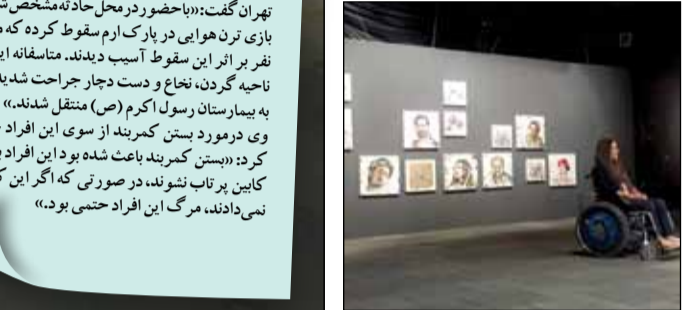 تهران گفت: «با حضور در محل حادثه مشخص ش
بازی ترن هوایی در پارک ارم سقوط کرده که م
نفر بر اثر این سقوط آسیب دیدند. متاسفانه ای
ناحیه گردن، نخاع و دست دچار جراحت شدید
به بیمارستان رسول اکرم (ص) منتقل شدند.»
وی درمورد بستن کمربند از سوی این افراد
کرد: «بستن کمربند باعث شده بود این افراد ب
کابین پرتاب نشوند، در صورتی که اگر این ک
نمی‌دادند، مرگ این افراد حتمی بود.»